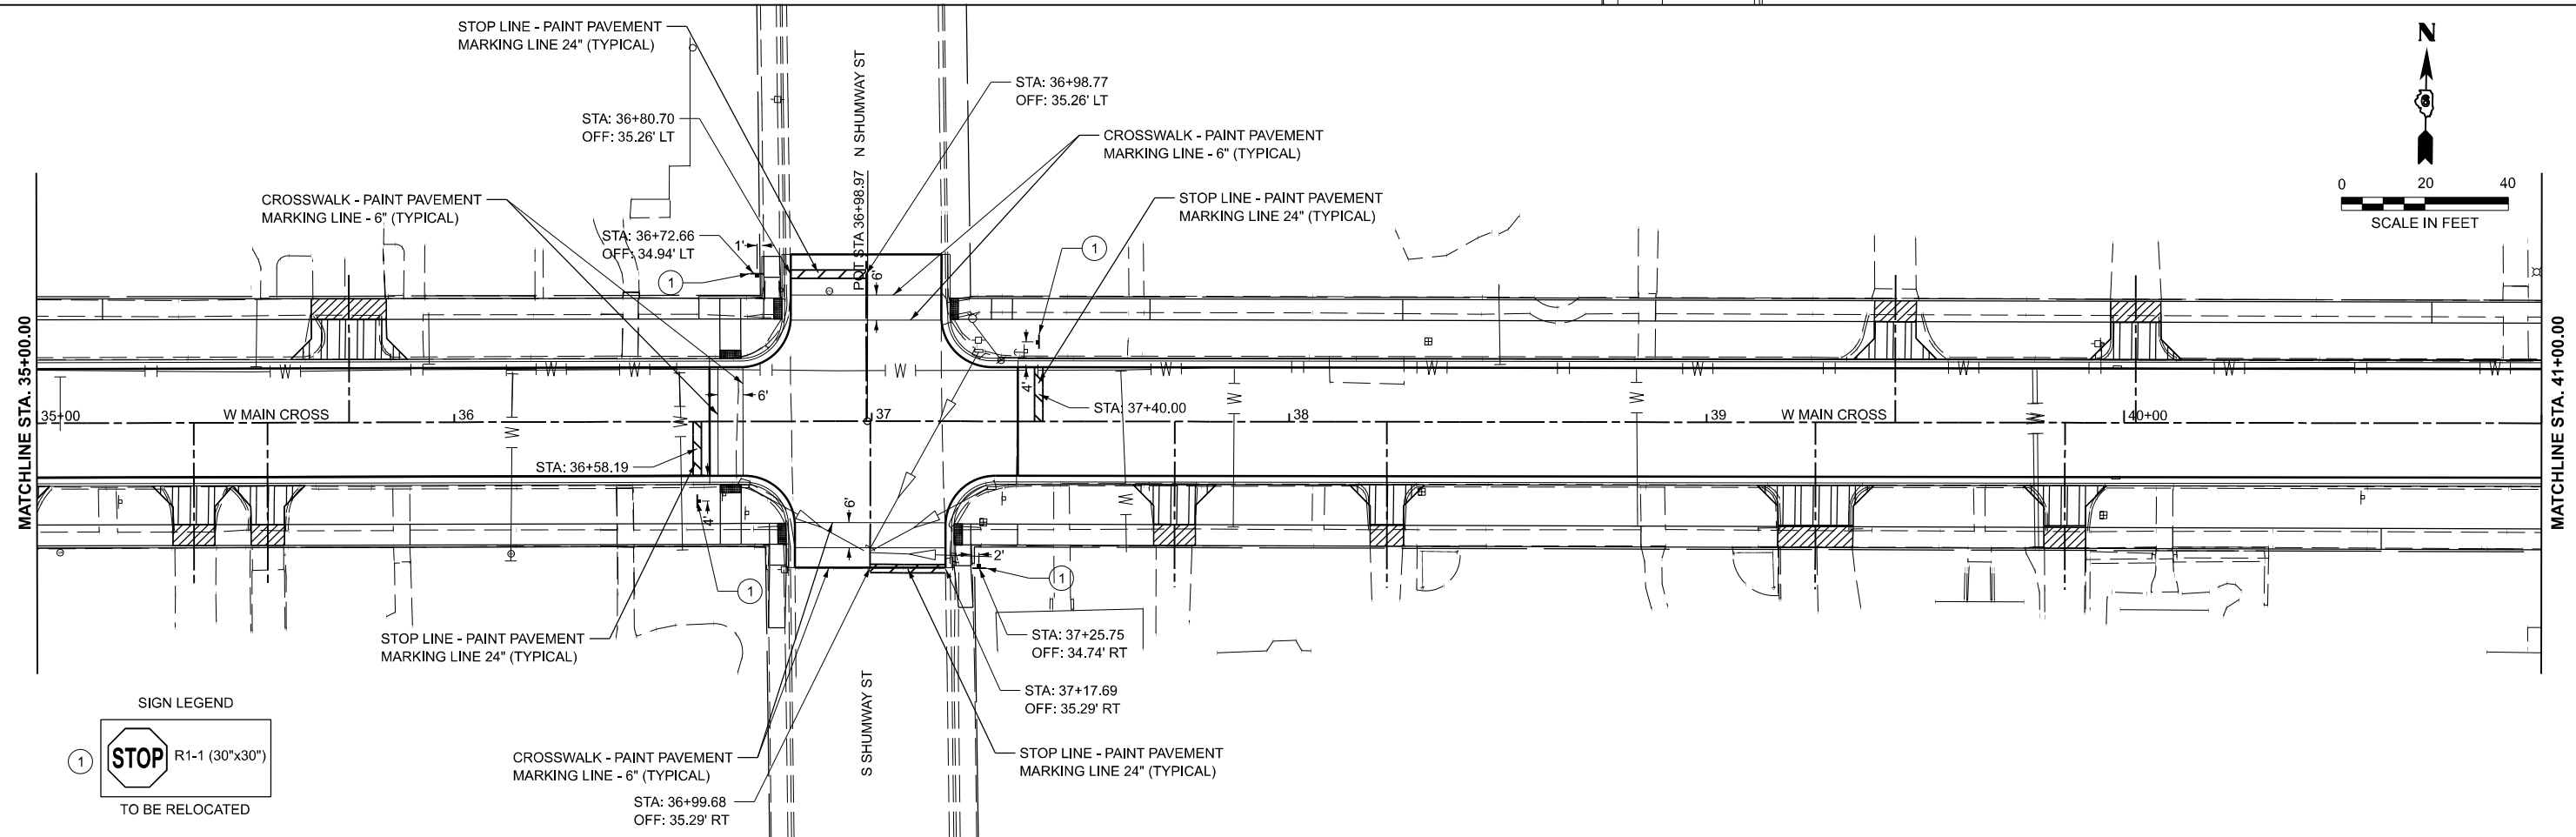 STOP LINE - PAINT PAVEMENT
MARKING LINE 24" (TYPICAL)
N SHUMWAY ST
POT STA 36+98.97
STA: 36+98.77
OFF: 35.26' LT
STA: 36+80.70
OFF: 35.26' LT
CROSSWALK - PAINT PAVEMENT
MARKING LINE - 6" (TYPICAL)
CROSSWALK - PAINT PAVEMENT
MARKING LINE - 6" (TYPICAL)
STOP LINE - PAINT PAVEMENT
MARKING LINE 24" (TYPICAL)
STA: 36+72.66
OFF: 34.94' LT
1'
1
6'
1
N
0 20 40
SCALE IN FEET
MATCHLINE STA. 35+00.00
MATCHLINE STA. 41+00.00
W W W W W W W W W
4'
6'
STA: 37+40.00
35+00 W MAIN CROSS 36 37 38 39 W MAIN CROSS 40+00
W W W W W W W
STA: 36+58.19
4'
6'
2'
1
1
STOP LINE - PAINT PAVEMENT
MARKING LINE 24" (TYPICAL)
STA: 37+25.75
OFF: 34.74' RT
STA: 37+17.69
OFF: 35.29' RT
S SHUMWAY ST
CROSSWALK - PAINT PAVEMENT
MARKING LINE - 6" (TYPICAL)
STOP LINE - PAINT PAVEMENT
MARKING LINE 24" (TYPICAL)
STA: 36+99.68
OFF: 35.29' RT
SIGN LEGEND
1 STOP R1-1 (30"x30")
TO BE RELOCATED